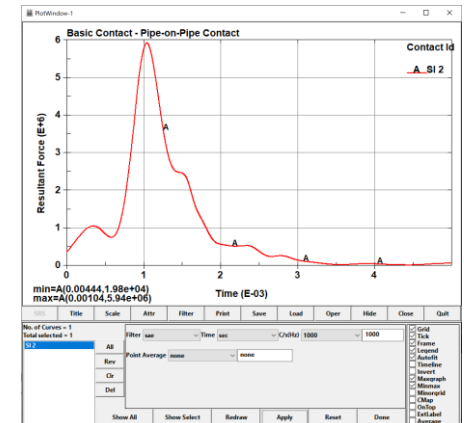 PlotWindow-1
Basic Contact - Pipe-on-Pipe Contact
Contact Id
A SI 2
Resultant Force (E+6)
6
5
4
3
2
1
0
A
A
A
A
0 1 2 3 4
Time (E-03)
min=A(0.00444,1.98e+04)
max=A(0.00104,5.94e+06)
Title Scale Attr Filter Print Save Load Oper Hide Close Quit
No. of Curves = 1
Total selected = 1
SI 2
All
Rev
Clr
Del
Filter sae Time sec C/s(Hz) 1000 1000
Point Average none none
Show All Show Select Redraw Apply Reset Done
Grid
Tick
Frame
Legend
Autofit
Timeline
Invert
Maxgraph
Minmax
Minorgrid
CMap
OnTop
ExtLabel
Average